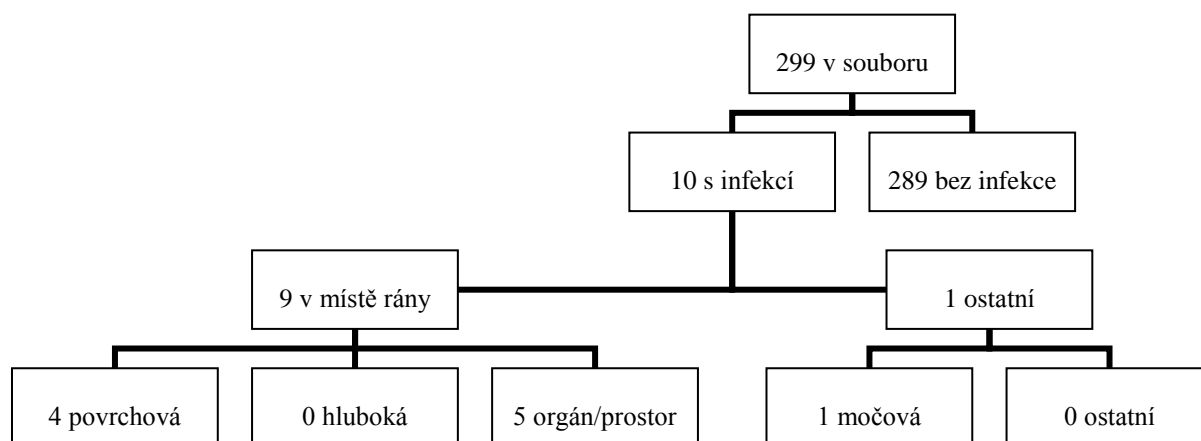 299 v souboru
10 s infekcí
289 bez infekce
9 v místě rány
1 ostatní
4 povrchová
0 hluboká
5 orgán/prostor
1 močová
0 ostatní